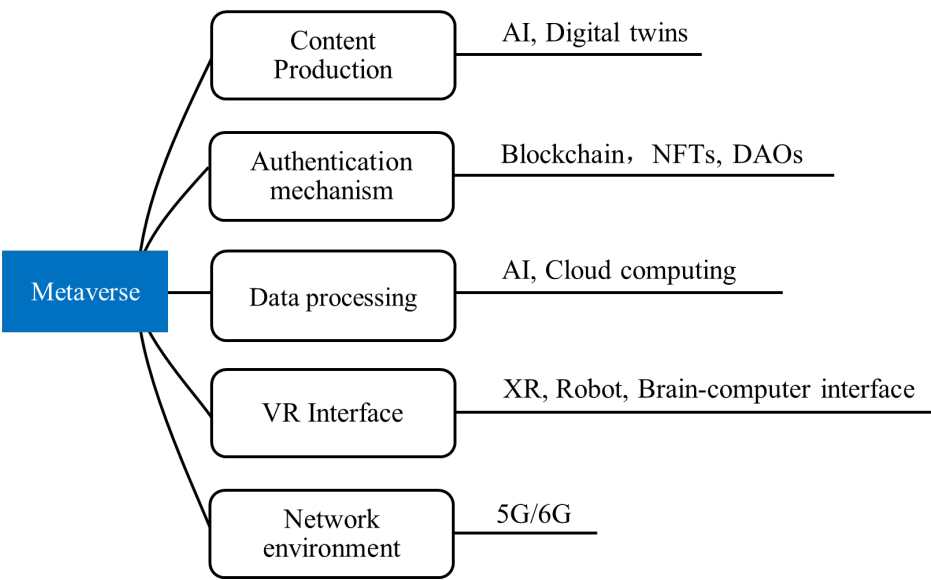 Content
Production
AI, Digital twins
Authentication
mechanism
Blockchain，NFTs, DAOs
Metaverse
Data processing
AI, Cloud computing
VR Interface
XR, Robot, Brain-computer interface
Network
environment
5G/6G